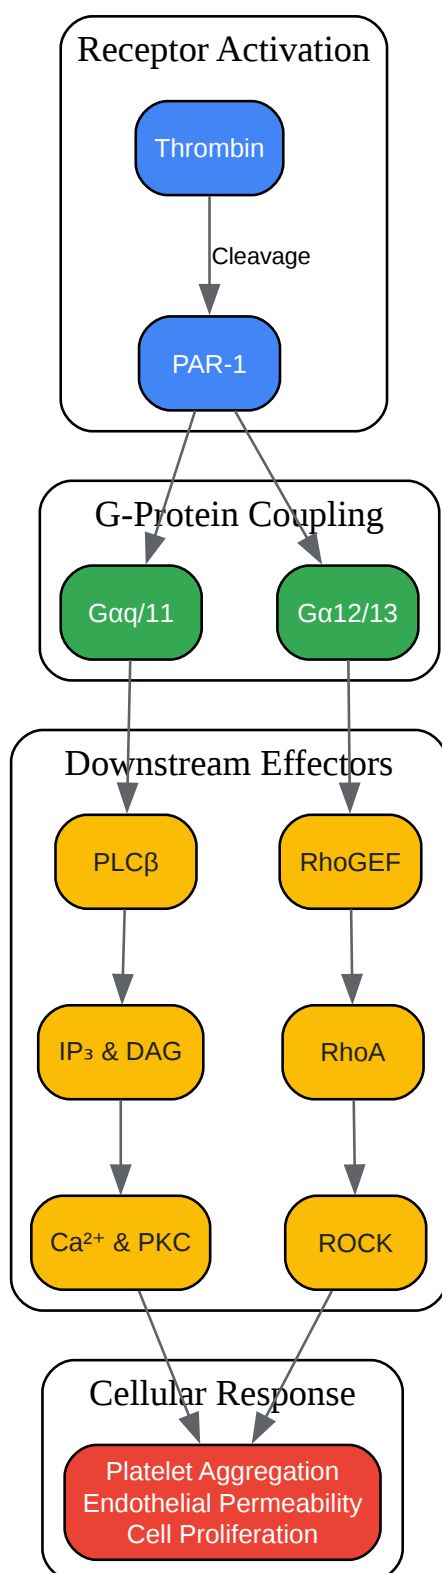 Receptor Activation
Thrombin
Cleavage
PAR-1
G-Protein Coupling
Gαq/11
Gα12/13
Downstream Effectors
PLCβ
RhoGEF
IP₃ & DAG
RhoA
Ca²⁺ & PKC
ROCK
Cellular Response
Platelet Aggregation
Endothelial Permeability
Cell Proliferation